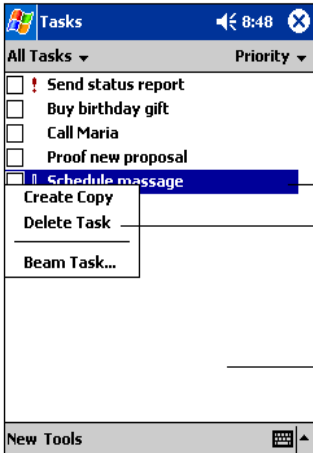 Tasks 8:48
All Tasks Priority
! Send status report
Buy birthday gift
Call Maria
Proof new proposal
Schedule massage
Create Copy
Delete Task
Beam Task...
New Tools